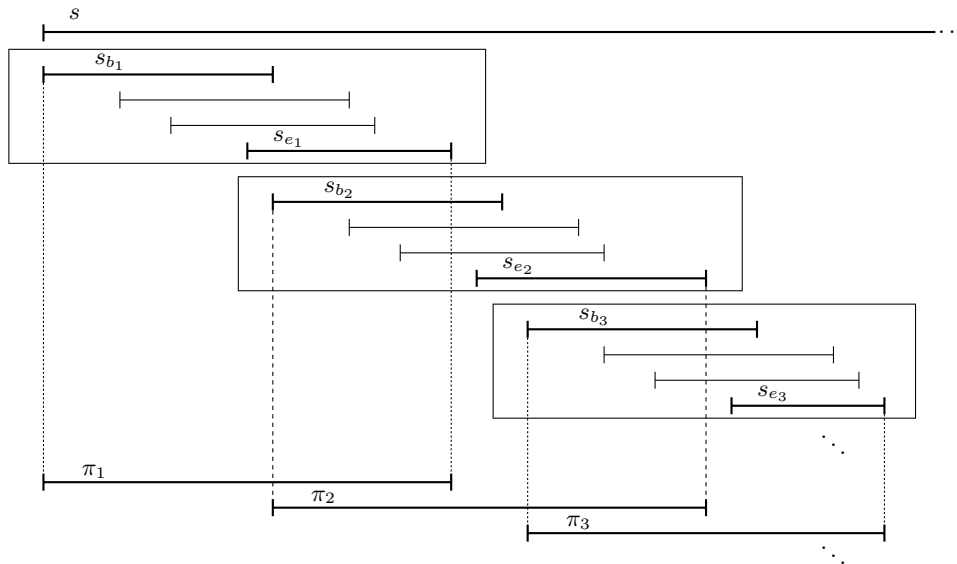 s
s_{b_1}
s_{e_1}
s_{b_2}
s_{e_2}
s_{b_3}
s_{e_3}
π_1
π_2
π_3